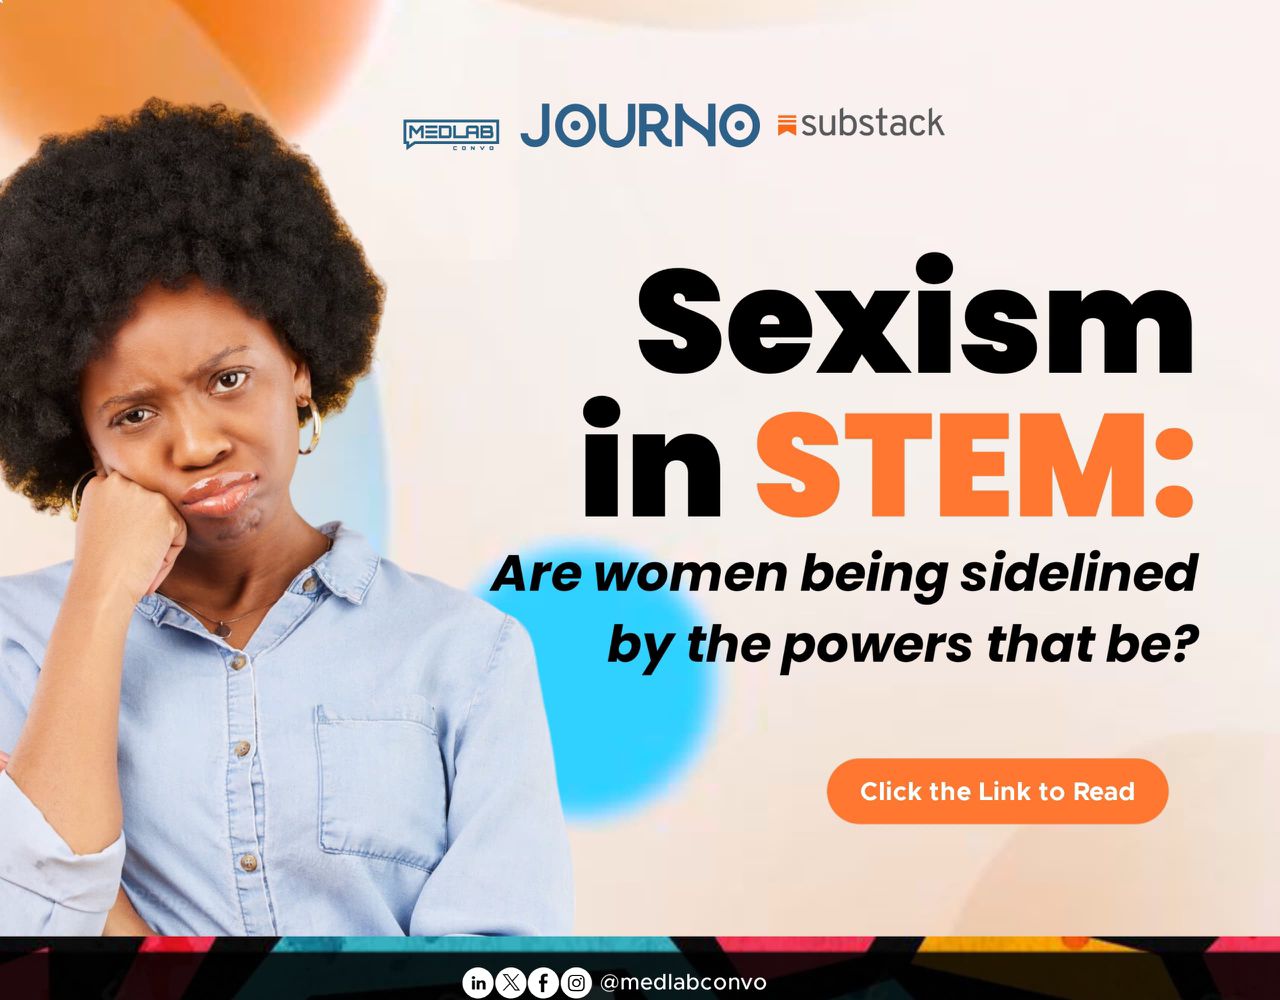 MEDLAB
CONVO
JOURNO
substack
Sexism
in STEM:
Are women being sidelined
by the powers that be?
Click the Link to Read
in X f @medlabconvo